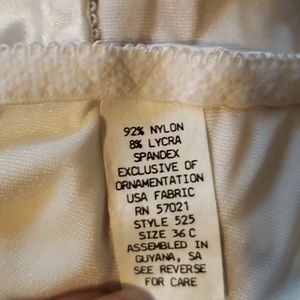 92% NYLON
8% LYCRA
SPANDEX
EXCLUSIVE OF
ORNAMENTATION
USA FABRIC
RN 57021
STYLE 525
SIZE 36 C
ASSEMBLED IN
GUYANA, SA
SEE REVERSE
FOR CARE